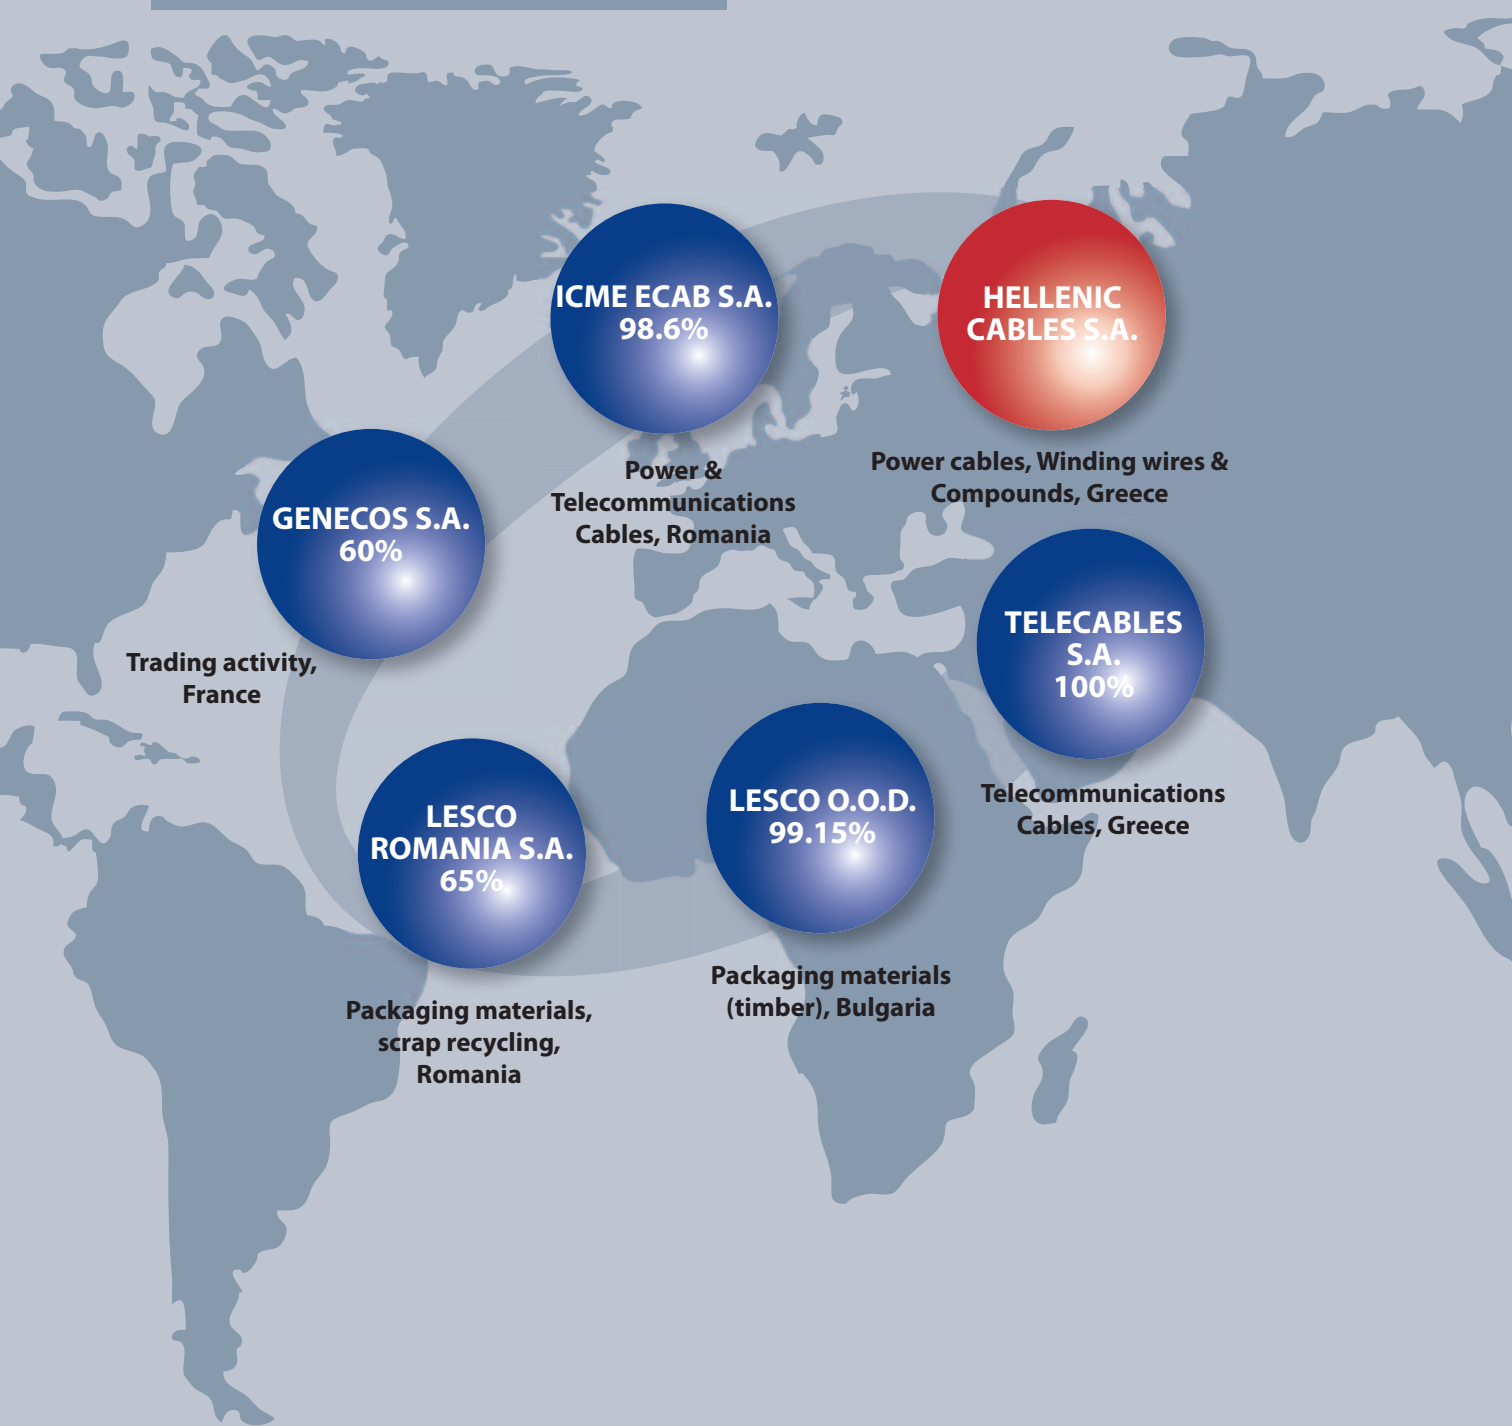 ICME ECAB S.A.
98.6%
Power &
Telecommunications
Cables, Romania
HELLENIC
CABLES S.A.
Power cables, Winding wires &
Compounds, Greece
GENECOS S.A.
60%
Trading activity,
France
TELECABLES
S.A.
100%
Telecommunications
Cables, Greece
LESCO
ROMANIA S.A.
65%
Packaging materials,
scrap recycling,
Romania
LESCO O.O.D.
99.15%
Packaging materials
(timber), Bulgaria